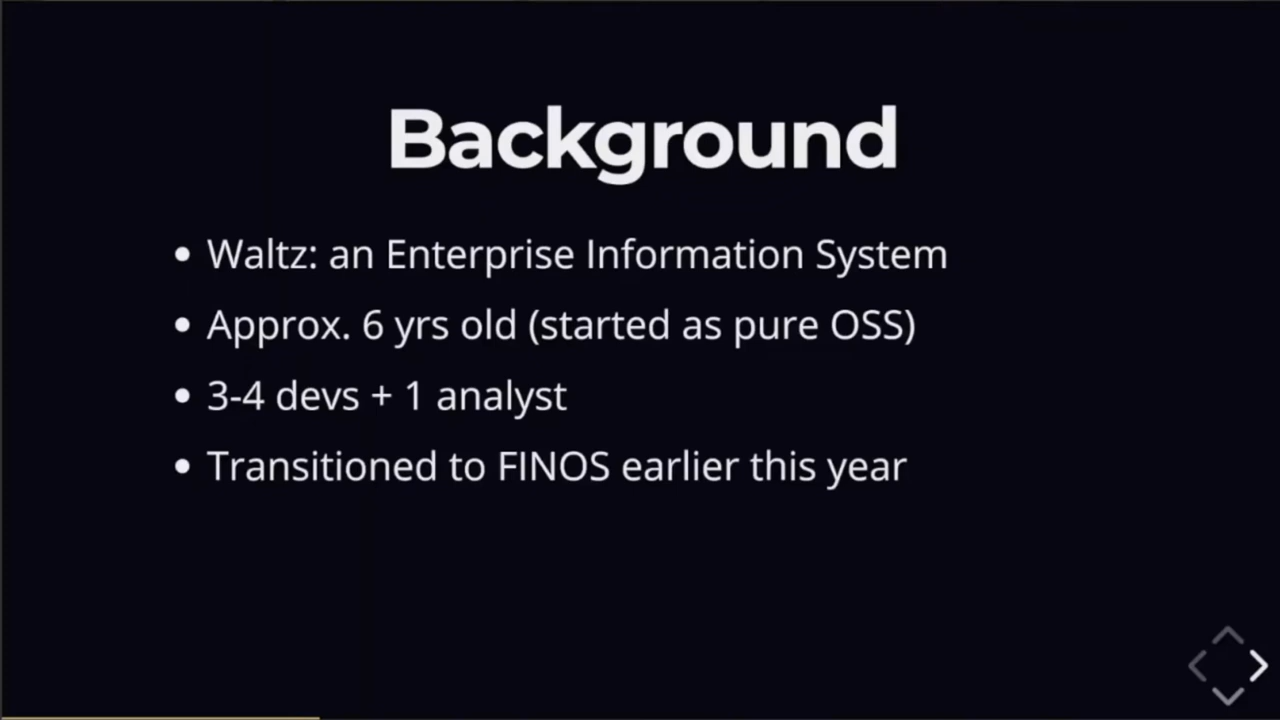 Background
• Waltz: an Enterprise Information System
• Approx. 6 yrs old (started as pure OSS)
• 3-4 devs + 1 analyst
• Transitioned to FINOS earlier this year